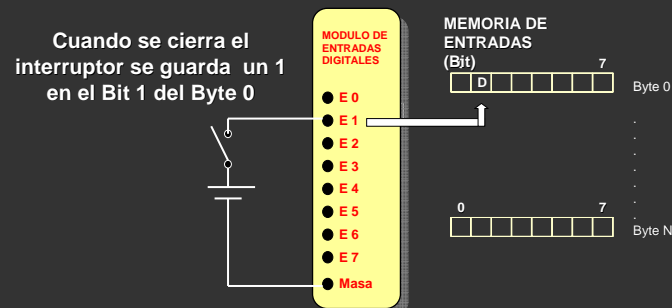 Cuando se cierra el
interruptor se guarda un 1
en el Bit 1 del Byte 0
MODULO DE
ENTRADAS
DIGITALES
E 0
E 1
E 2
E 3
E 4
E 5
E 6
E 7
Masa
MEMORIA DE
ENTRADAS
(Bit)
7
D
Byte 0
.
.
.
.
.
.
.
0 7
Byte N